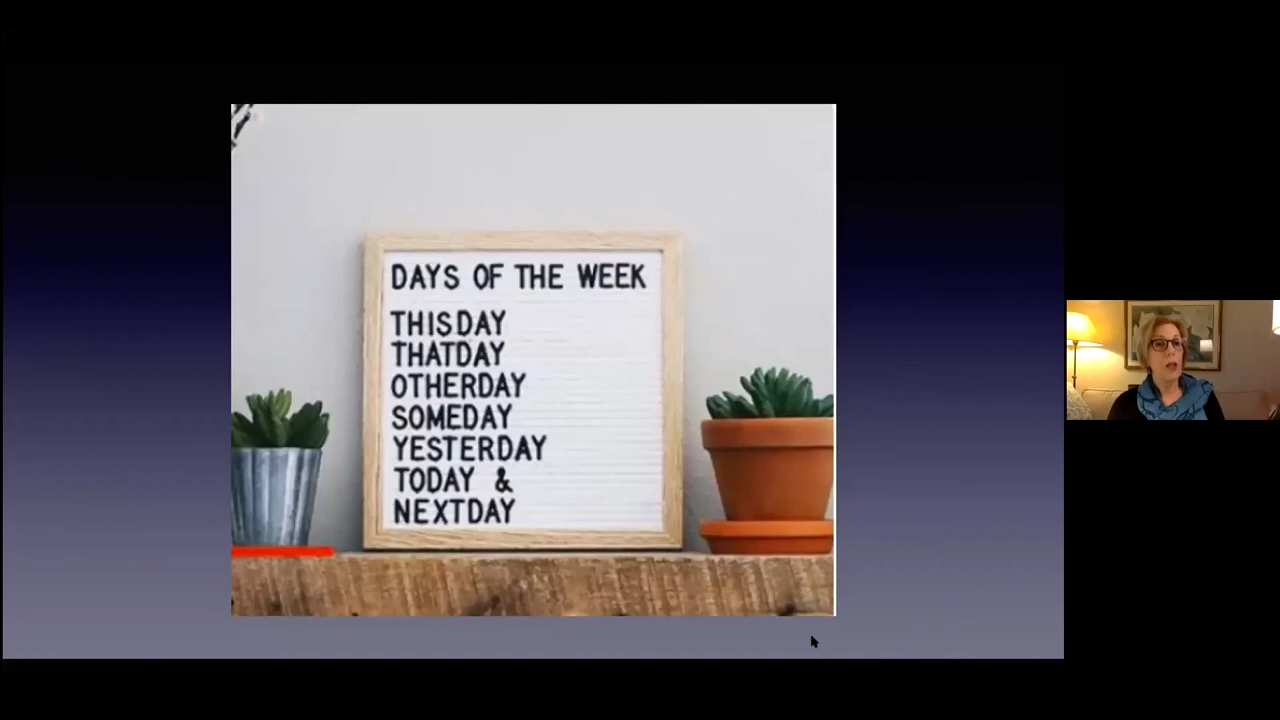 DAYS OF THE WEEK
THISDAY
THATDAY
OTHERDAY
SOMEDAY
YESTERDAY
TODAY &
NEXTDAY